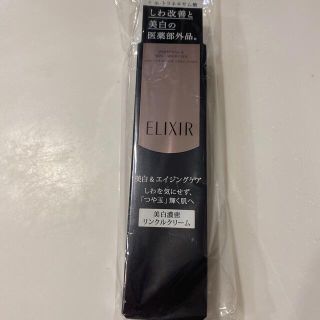 しわ改善と
美白の
医薬部外品。
ELIXIR
美白&エイジングケア
しわを気にせず、
「つや玉」輝く肌へ
美白濃密
リンクルクリーム